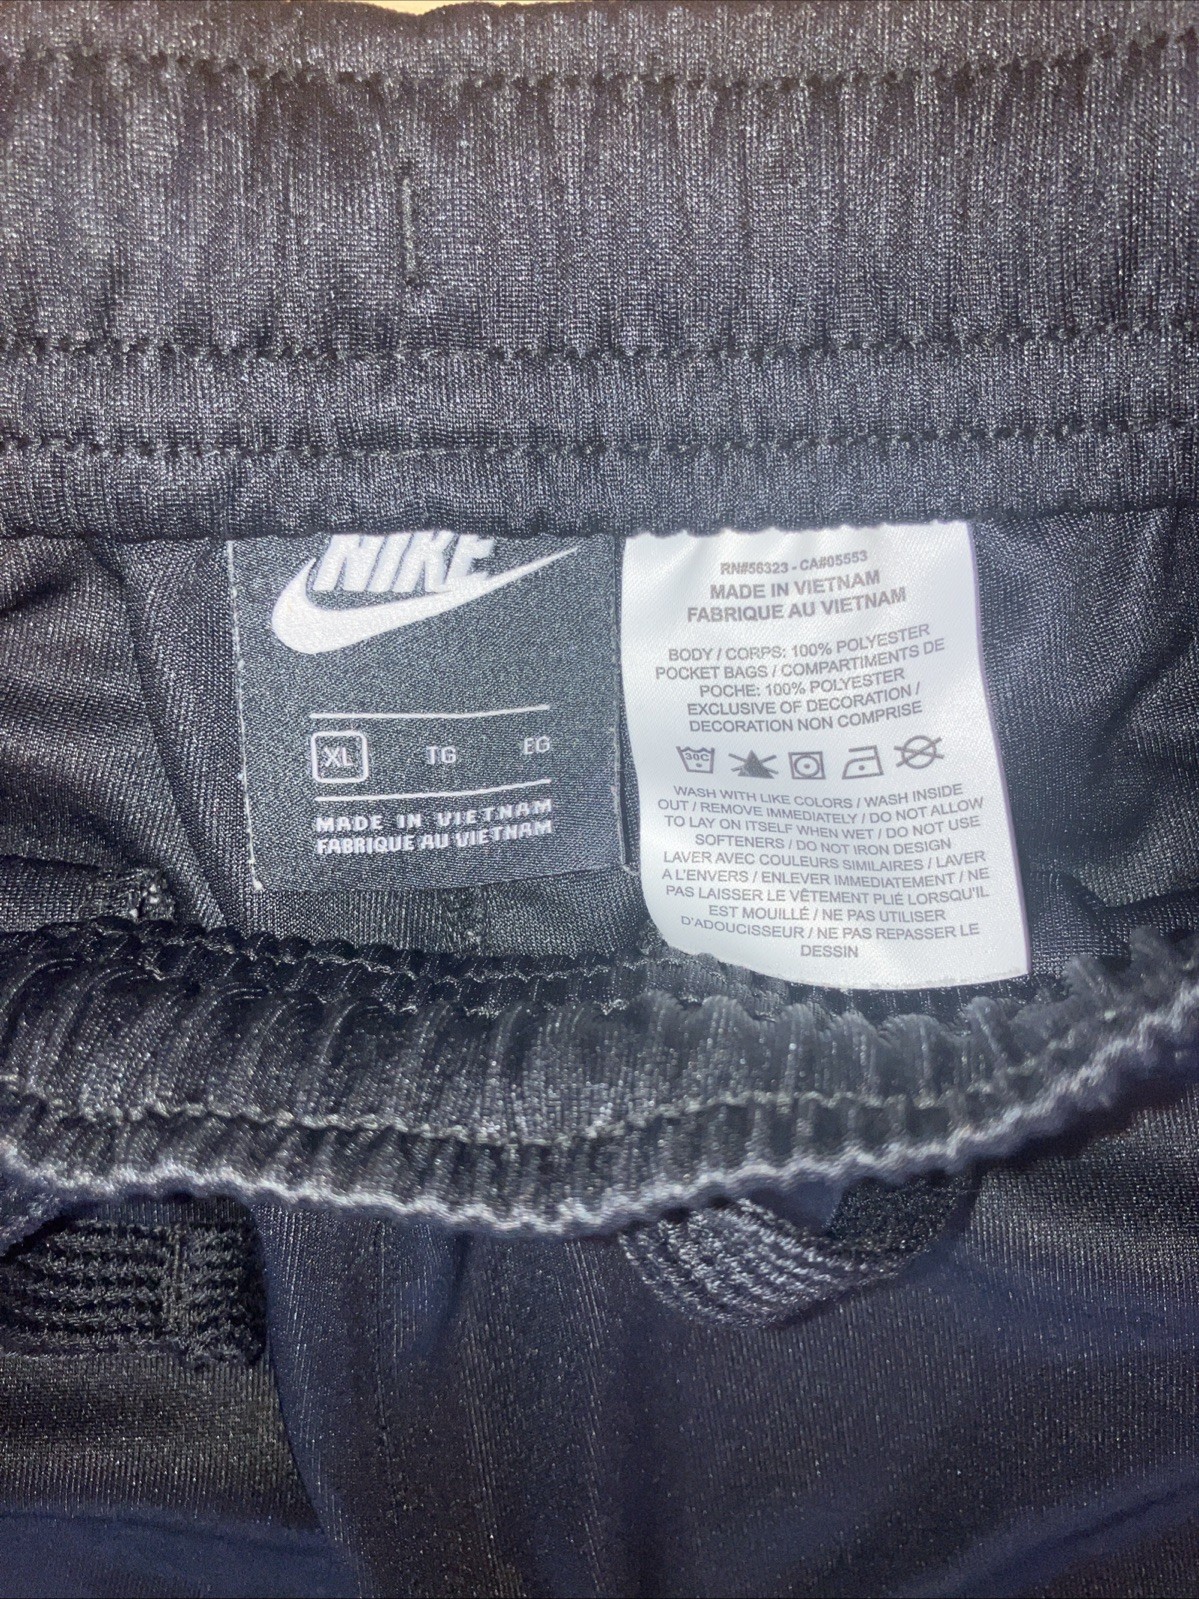 NIKE
XL TG EG
MADE IN VIETNAM
FABRIQUE AU VIETNAM
RN#56323 - CA#05553
MADE IN VIETNAM
FABRIQUE AU VIETNAM
BODY / CORPS: 100% POLYESTER
POCKET BAGS / COMPARTIMENTS DE
POCHE: 100% POLYESTER
EXCLUSIVE OF DECORATION /
DECORATION NON COMPRISE
30C
WASH WITH LIKE COLORS / WASH INSIDE
OUT / REMOVE IMMEDIATELY / DO NOT ALLOW
TO LAY ON ITSELF WHEN WET / DO NOT USE
SOFTENERS / DO NOT IRON DESIGN
LAVER AVEC COULEURS SIMILAIRES / LAVER
A L'ENVERS / ENLEVER IMMEDIATEMENT / NE
PAS LAISSER LE VÊTEMENT PLIÉ LORSQU'IL
EST MOUILLÉ / NE PAS UTILISER
D'ADOUCISSEUR / NE PAS REPASSER LE
DESSIN